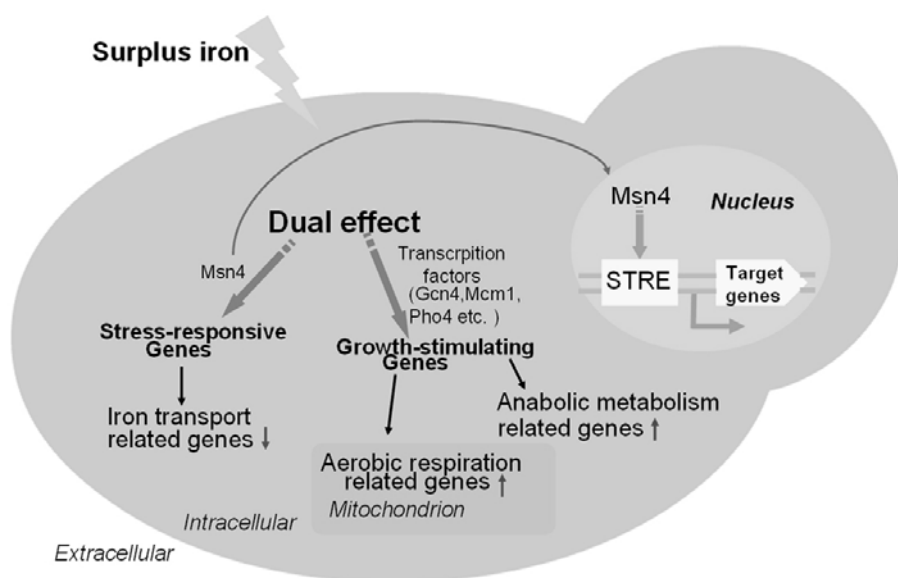 Surplus iron
Msn4
Nucleus
STRE
Target
genes
Dual effect
Msn4
Transcrpition
factors
(Gcn4,Mcm1,
Pho4 etc. )
Stress-responsive
Genes
Growth-stimulating
Genes
Iron transport
related genes ↓
Anabolic metabolism
related genes ↑
Aerobic respiration
related genes ↑
Mitochondrion
Intracellular
Extracellular